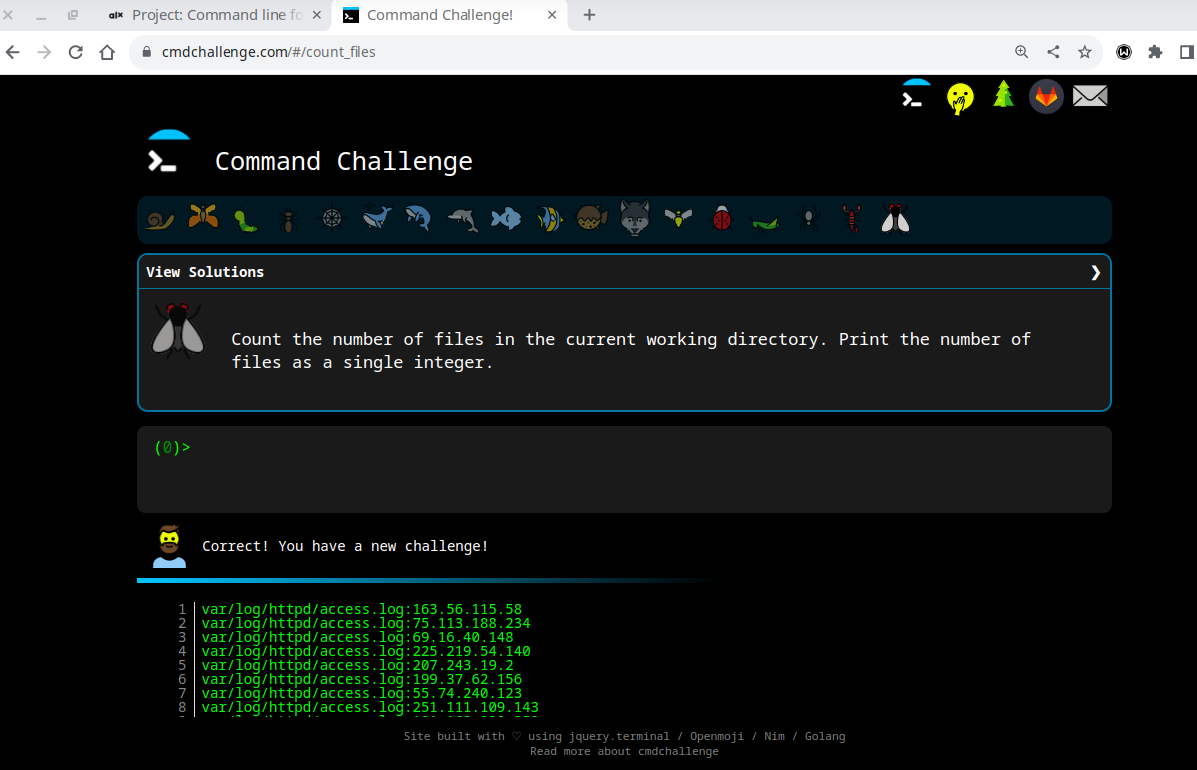 Project: Command line fo
Command Challenge!
cmdchallenge.com/#/count_files
Command Challenge
View Solutions
Count the number of files in the current working directory. Print the number of
files as a single integer.
(0)>
Correct! You have a new challenge!
1 var/log/httpd/access.log:163.56.115.58
2 var/log/httpd/access.log:75.113.188.234
3 var/log/httpd/access.log:69.16.40.148
4 var/log/httpd/access.log:225.219.54.140
5 var/log/httpd/access.log:207.243.19.2
6 var/log/httpd/access.log:199.37.62.156
7 var/log/httpd/access.log:55.74.240.123
8 var/log/httpd/access.log:251.111.109.143
Site built with ♡ using jquery.terminal / Openmoji / Nim / Golang
Read more about cmdchallenge